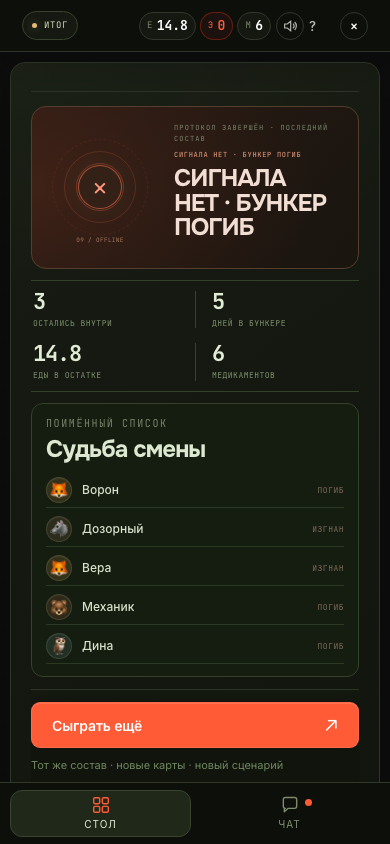 ИТОГ
Е 14.8
Э 0
М 6
?
×
ПРОТОКОЛ ЗАВЕРШЁН · ПОСЛЕДНИЙ
СОСТАВ
СИГНАЛА НЕТ · БУНКЕР ПОГИБ
СИГНАЛА
НЕТ · БУНКЕР
ПОГИБ
09 / OFFLINE
3
ОСТАЛИСЬ ВНУТРИ
5
ДНЕЙ В БУНКЕРЕ
14.8
ЕДЫ В ОСТАТКЕ
6
МЕДИКАМЕНТОВ
ПОИМЁННЫЙ СПИСОК
Судьба смены
Ворон ПОГИБ
Дозорный ИЗГНАН
Вера ИЗГНАН
Механик ПОГИБ
Дина ПОГИБ
Сыграть ещё
Тот же состав · новые карты · новый сценарий
СТОЛ
ЧАТ